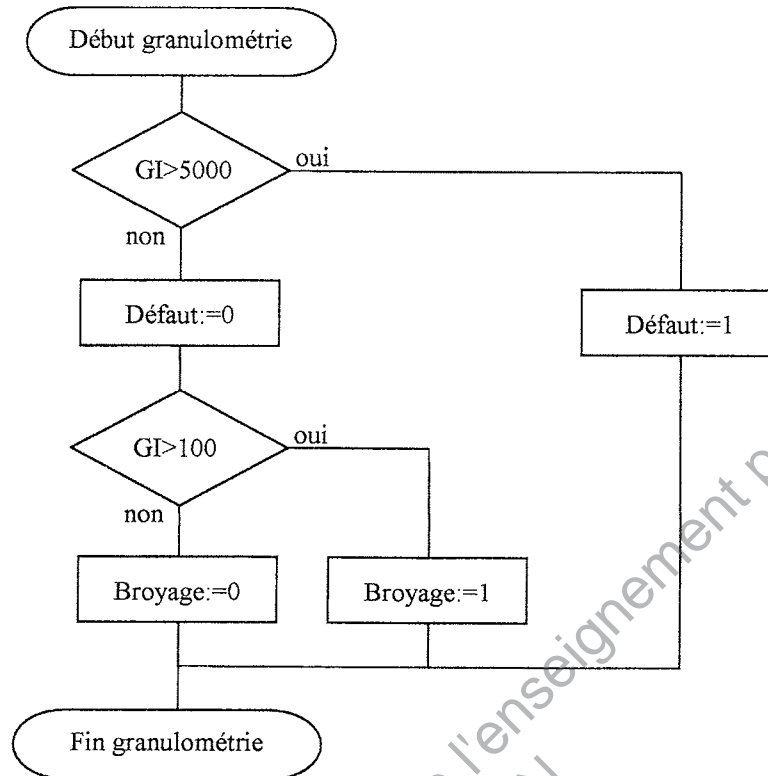 Début granulométrie
GI>5000
oui
non
Défaut:=0
Défaut:=1
GI>100
oui
non
Broyage:=0
Broyage:=1
Fin granulométrie
l'enseignement